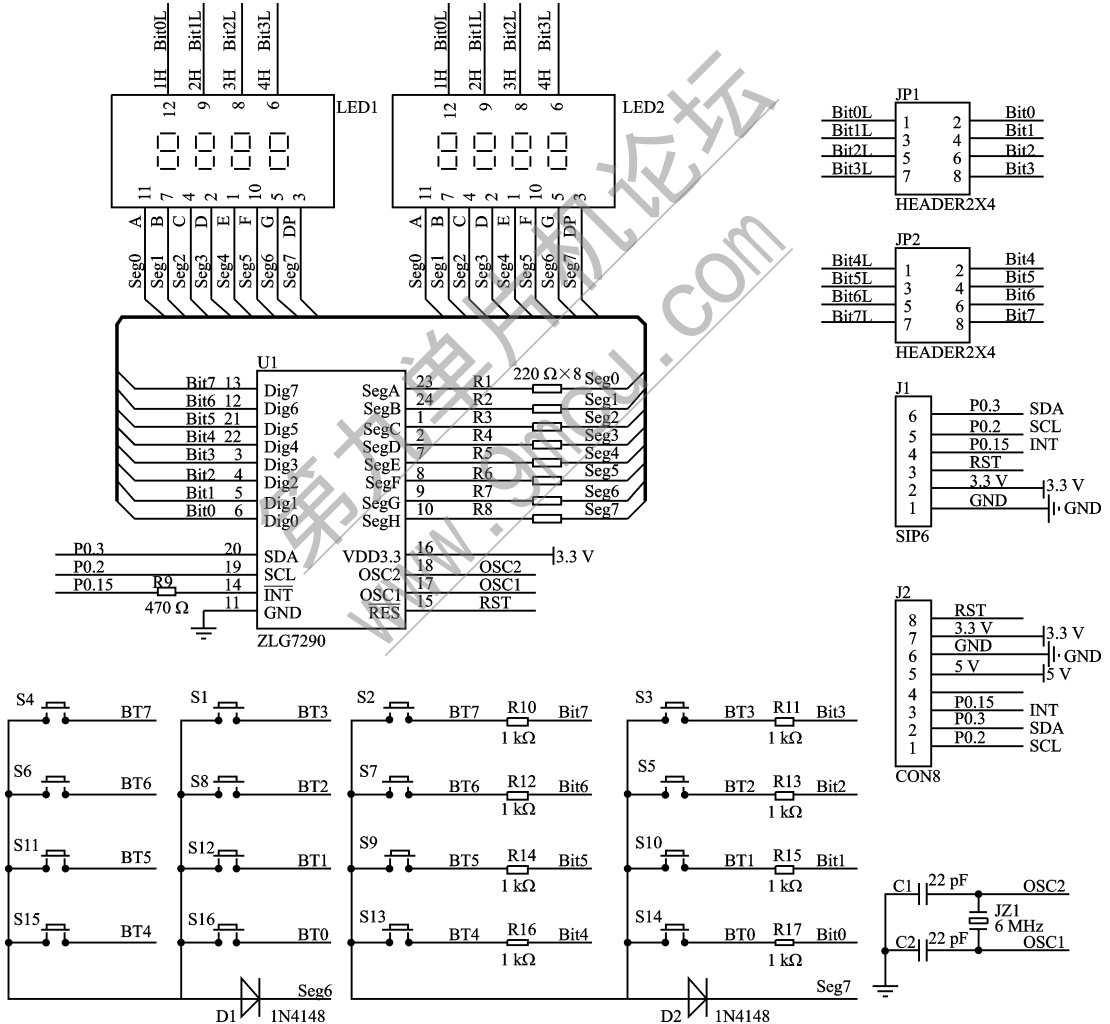 Bit0L Bit1L Bit2L Bit3L
1H 2H 3H 4H
12 9 8 6
LED1
11 7 4 2 1 10 5 3
A B C D E F G DP
Seg0 Seg1 Seg2 Seg3 Seg4 Seg5 Seg6 Seg7
Bit0L Bit1L Bit2L Bit3L
1H 2H 3H 4H
12 9 8 6
LED2
11 7 4 2 1 10 5 3
A B C D E F G DP
Seg0 Seg1 Seg2 Seg3 Seg4 Seg5 Seg6 Seg7
JP1
Bit0L 1 2 Bit0
Bit1L 3 4 Bit1
Bit2L 5 6 Bit2
Bit3L 7 8 Bit3
HEADER2X4
JP2
Bit4L 1 2 Bit4
Bit5L 3 4 Bit5
Bit6L 5 6 Bit6
Bit7L 7 8 Bit7
HEADER2X4
U1
220 Ω×8
Bit7 13 Dig7 SegA 23 R1 Seg0
Bit6 12 Dig6 SegB 24 R2 Seg1
Bit5 21 Dig5 SegC 1 R3 Seg2
Bit4 22 Dig4 SegD 2 R4 Seg3
Bit3 3 Dig3 SegE 7 R5 Seg4
Bit2 4 Dig2 SegF 8 R6 Seg5
Bit1 5 Dig1 SegG 9 R7 Seg6
Bit0 6 Dig0 SegH 10 R8 Seg7
P0.3 20 SDA VDD3.3 16 3.3 V
P0.2 19 SCL OSC2 18 OSC2
P0.15 R9 14 INT OSC1 17 OSC1
470 Ω 11 GND RES 15 RST
ZLG7290
J1
6 P0.3 SDA
5 P0.2 SCL
4 P0.15 INT
3 RST
2 3.3 V 3.3 V
1 GND GND
SIP6
J2
8 RST
7 3.3 V 3.3 V
6 GND GND
5 5 V 5 V
4
3 P0.15 INT
2 P0.3 SDA
1 P0.2 SCL
CON8
S4 BT7 S1 BT3 S2 BT7 R10 Bit7 S3 BT3 R11 Bit3
1 kΩ 1 kΩ
S6 BT6 S8 BT2 S7 BT6 R12 Bit6 S5 BT2 R13 Bit2
1 kΩ 1 kΩ
S11 BT5 S12 BT1 S9 BT5 R14 Bit5 S10 BT1 R15 Bit1
1 kΩ 1 kΩ
S15 BT4 S16 BT0 S13 BT4 R16 Bit4 S14 BT0 R17 Bit0
1 kΩ 1 kΩ
D1 1N4148 Seg6
D2 1N4148 Seg7
C1 22 pF OSC2
JZ1
6 MHz
C2 22 pF OSC1
第九单片机论坛
www.9mcu.com